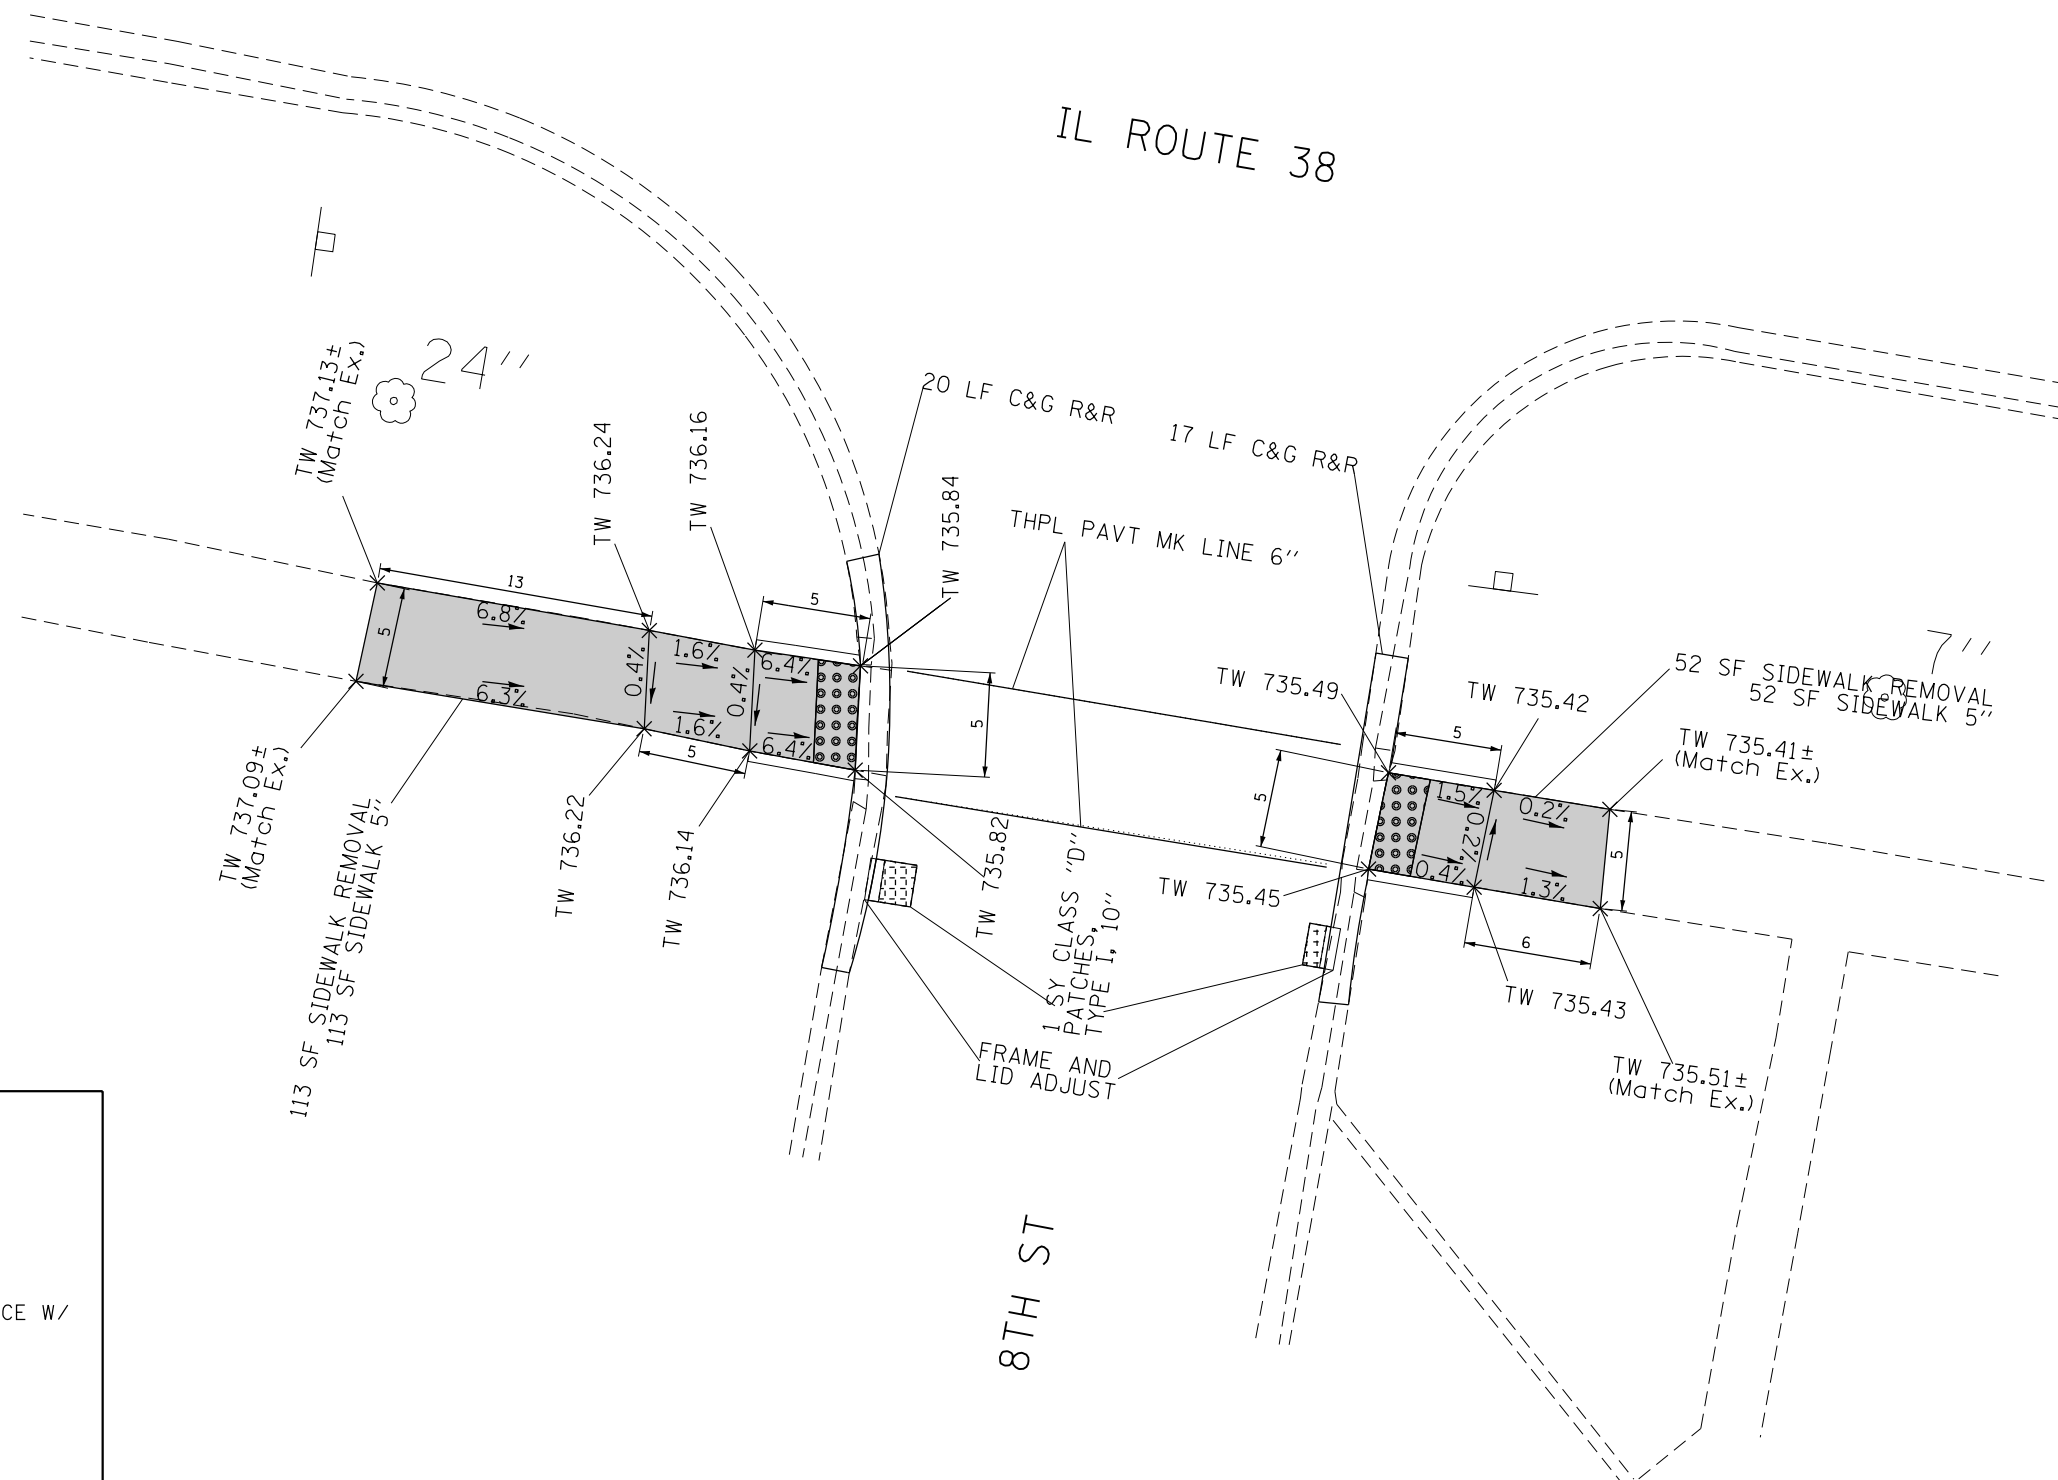 IL ROUTE 38
24''
TW 737.13±
(Match Ex.)
20 LF C&G R&R
17 LF C&G R&R
TW 736.24
TW 736.16
TW 735.84
THPL PAVT MK LINE 6''
13
5
6.8%
6.3%
0.4%
1.6%
1.6%
5
0.4%
6.4%
6.4%
5
5
7''
52 SF SIDEWALK REMOVAL
52 SF SIDEWALK 5''
TW 735.49
TW 735.42
TW 735.41±
(Match Ex.)
5
5
1.5%
0.2%
0.2%
0.4%
1.3%
5
6
TW 735.45
TW 735.43
TW 735.51±
(Match Ex.)
TW 737.09±
(Match Ex.)
113 SF SIDEWALK REMOVAL
113 SF SIDEWALK 5''
TW 736.22
TW 736.14
TW 735.82
1 SY CLASS ''D''
PATCHES,
TYPE I, 10''
FRAME AND
LID ADJUST
8TH ST
CE W/